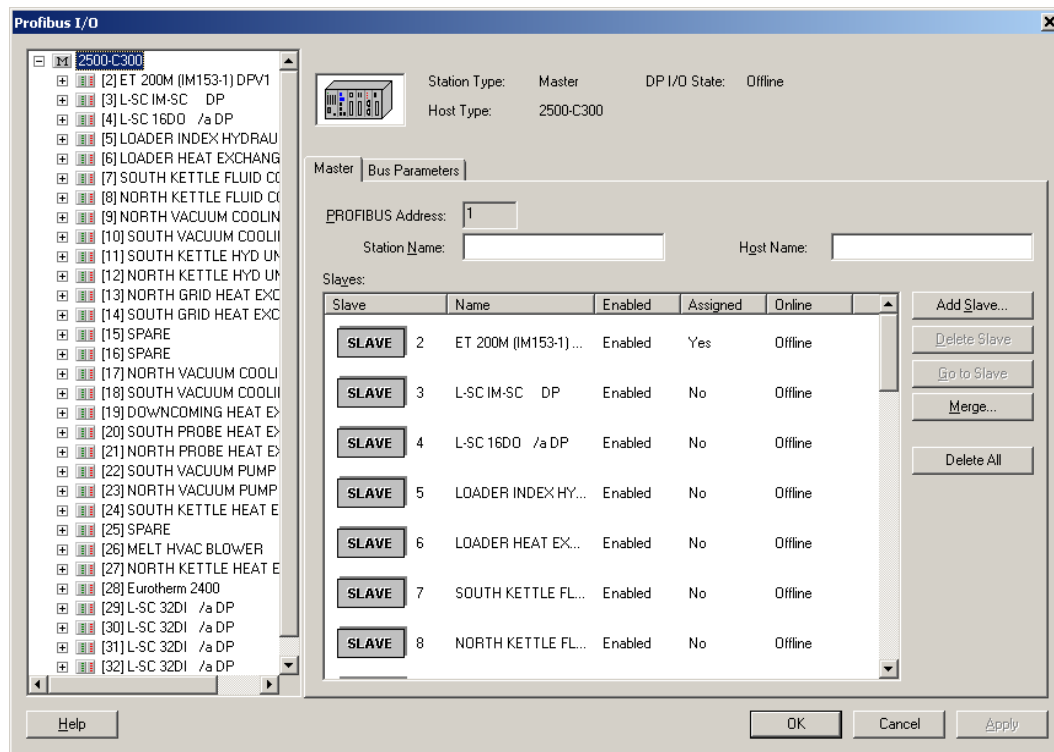 Profibus I/O
2500-C300
[2] ET 200M (IM153-1) DPV1
[3] L-SC IM-SC DP
[4] L-SC 16DO /a DP
[5] LOADER INDEX HYDRAU
[6] LOADER HEAT EXCHANG
[7] SOUTH KETTLE FLUID CO
[8] NORTH KETTLE FLUID CO
[9] NORTH VACUUM COOLIN
[10] SOUTH VACUUM COOLII
[11] SOUTH KETTLE HYD UN
[12] NORTH KETTLE HYD UN
[13] NORTH GRID HEAT EXC
[14] SOUTH GRID HEAT EXC
[15] SPARE
[16] SPARE
[17] NORTH VACUUM COOLI
[18] SOUTH VACUUM COOLII
[19] DOWNCOMING HEAT EX
[20] SOUTH PROBE HEAT EX
[21] NORTH PROBE HEAT EX
[22] SOUTH VACUUM PUMP
[23] NORTH VACUUM PUMP
[24] SOUTH KETTLE HEAT E
[25] SPARE
[26] MELT HVAC BLOWER
[27] NORTH KETTLE HEAT E
[28] Eurotherm 2400
[29] L-SC 32DI /a DP
[30] L-SC 32DI /a DP
[31] L-SC 32DI /a DP
[32] L-SC 32DI /a DP
Station Type: Master DP I/O State: Offline
Host Type: 2500-C300
Master Bus Parameters
PROFIBUS Address: 1
Station Name: Host Name:
Slaves:
Slave Name Enabled Assigned Online
SLAVE 2 ET 200M (IM153-1) ... Enabled Yes Offline
SLAVE 3 L-SC IM-SC DP Enabled No Offline
SLAVE 4 L-SC 16DO /a DP Enabled No Offline
SLAVE 5 LOADER INDEX HY... Enabled No Offline
SLAVE 6 LOADER HEAT EX... Enabled No Offline
SLAVE 7 SOUTH KETTLE FL... Enabled No Offline
SLAVE 8 NORTH KETTLE FL... Enabled No Offline
Add Slave...
Delete Slave
Go to Slave
Merge...
Delete All
Help OK Cancel Apply